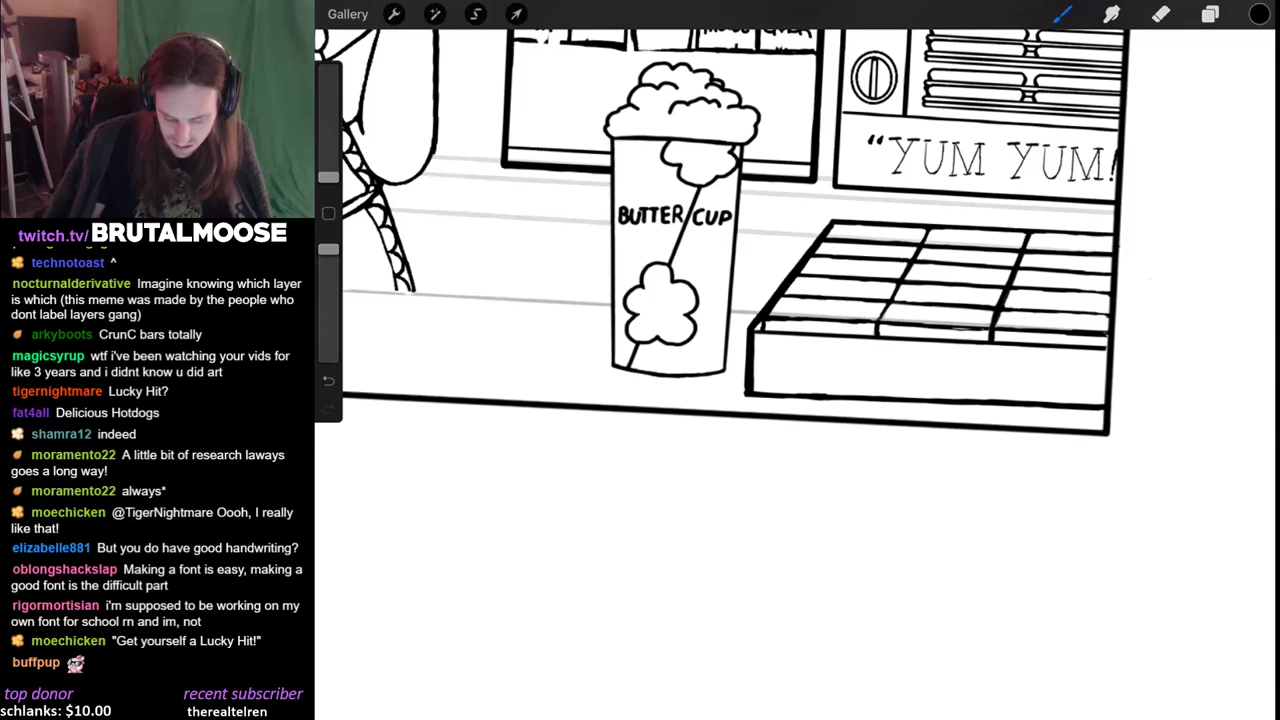 Gallery
"YUM YUM!
BUTTER CUP
twitch.tv/BRUTALMOOSE
technotoast ^
nocturnalderivative Imagine knowing which layer
is which (this meme was made by the people who
dont label layers gang)
arkyboots CrunC bars totally
magicsyrup wtf i've been watching your vids for
like 3 years and i didnt know u did art
tigernightmare Lucky Hit?
fat4all Delicious Hotdogs
shamra12 indeed
moramento22 A little bit of research laways
goes a long way!
moramento22 always*
moechicken @TigerNightmare Oooh, I really
like that!
elizabelle881 But you do have good handwriting?
oblongshackslap Making a font is easy, making a
good font is the difficult part
rigormortisian i'm supposed to be working on my
own font for school rn and im, not
moechicken "Get yourself a Lucky Hit!"
buffpup
top donor
schlanks: $10.00
recent subscriber
therealtelren